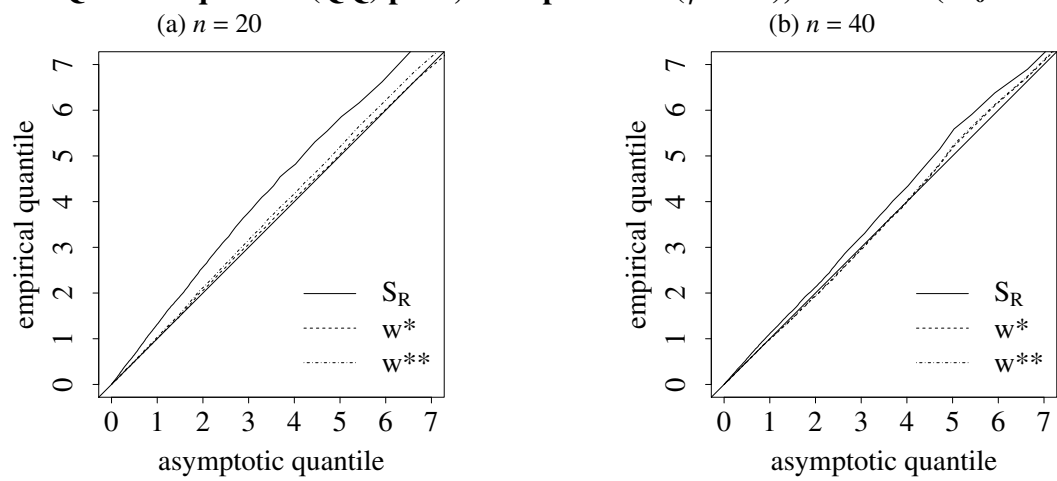 (a) n = 20
7
6
5
4
3
2
1
0
empirical quantile
S_R
w*
w**
0 1 2 3 4 5 6 7
asymptotic quantile
(b) n = 40
7
6
5
4
3
2
1
0
empirical quantile
S_R
w*
w**
0 1 2 3 4 5 6 7
asymptotic quantile